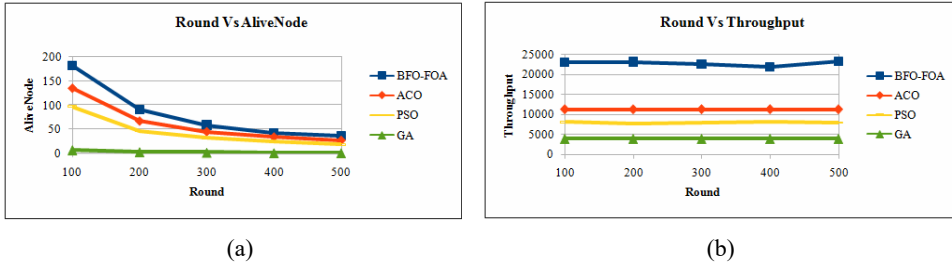 Round Vs AliveNode
200
150
100
50
0
AliveNode
100 200 300 400 500
Round
BFO-FOA
ACO
PSO
GA
(a)
Round Vs Throughput
25000
20000
15000
10000
5000
0
Throughput
100 200 300 400 500
Round
BFO-FOA
ACO
PSO
GA
(b)